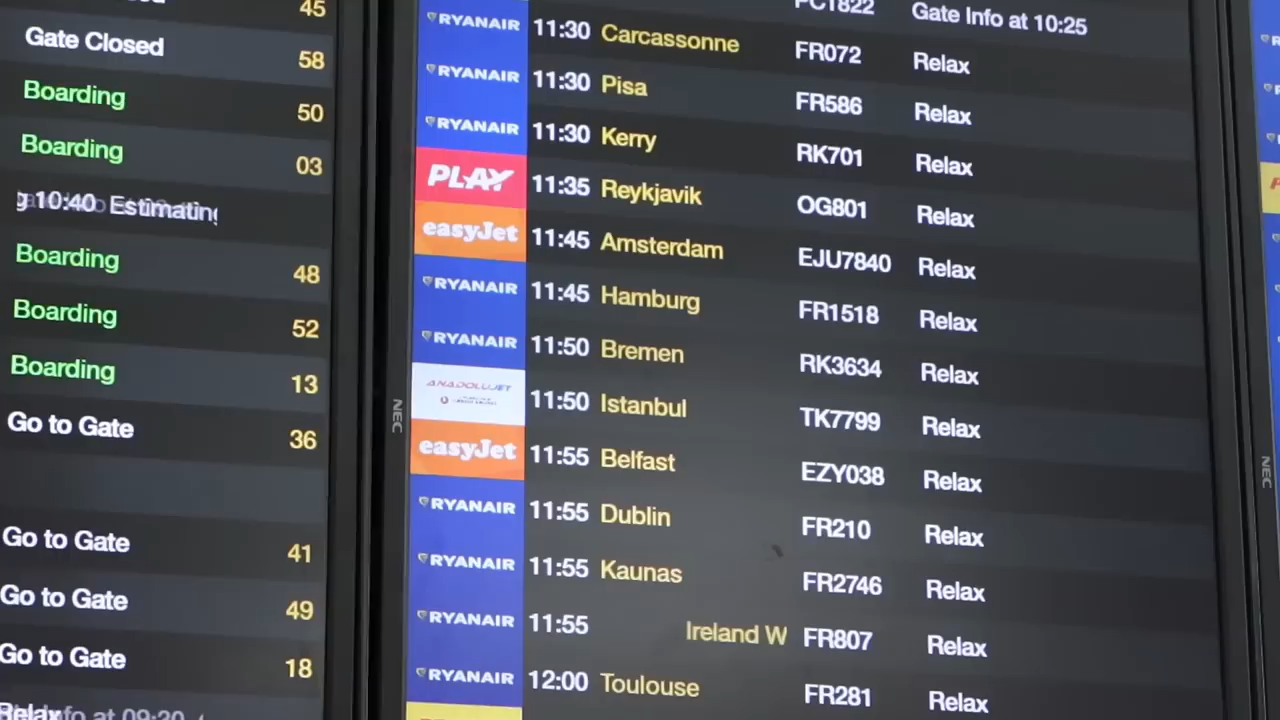 45
Gate Closed 58
Boarding 50
Boarding 03
g 10:40 Estimating
Boarding 48
Boarding 52
Boarding 13
Go to Gate 36
Go to Gate 41
Go to Gate 49
Go to Gate 18
Relax
NEC
PC1822 Gate Info at 10:25
RYANAIR 11:30 Carcassonne FR072 Relax
RYANAIR 11:30 Pisa FR586 Relax
RYANAIR 11:30 Kerry RK701 Relax
PLAY 11:35 Reykjavik OG801 Relax
easyJet 11:45 Amsterdam EJU7840 Relax
RYANAIR 11:45 Hamburg FR1518 Relax
RYANAIR 11:50 Bremen RK3634 Relax
ANADOLUJET 11:50 Istanbul TK7799 Relax
easyJet 11:55 Belfast EZY038 Relax
RYANAIR 11:55 Dublin FR210 Relax
RYANAIR 11:55 Kaunas FR2746 Relax
RYANAIR 11:55 Ireland W FR807 Relax
RYANAIR 12:00 Toulouse FR281 Relax
NEC